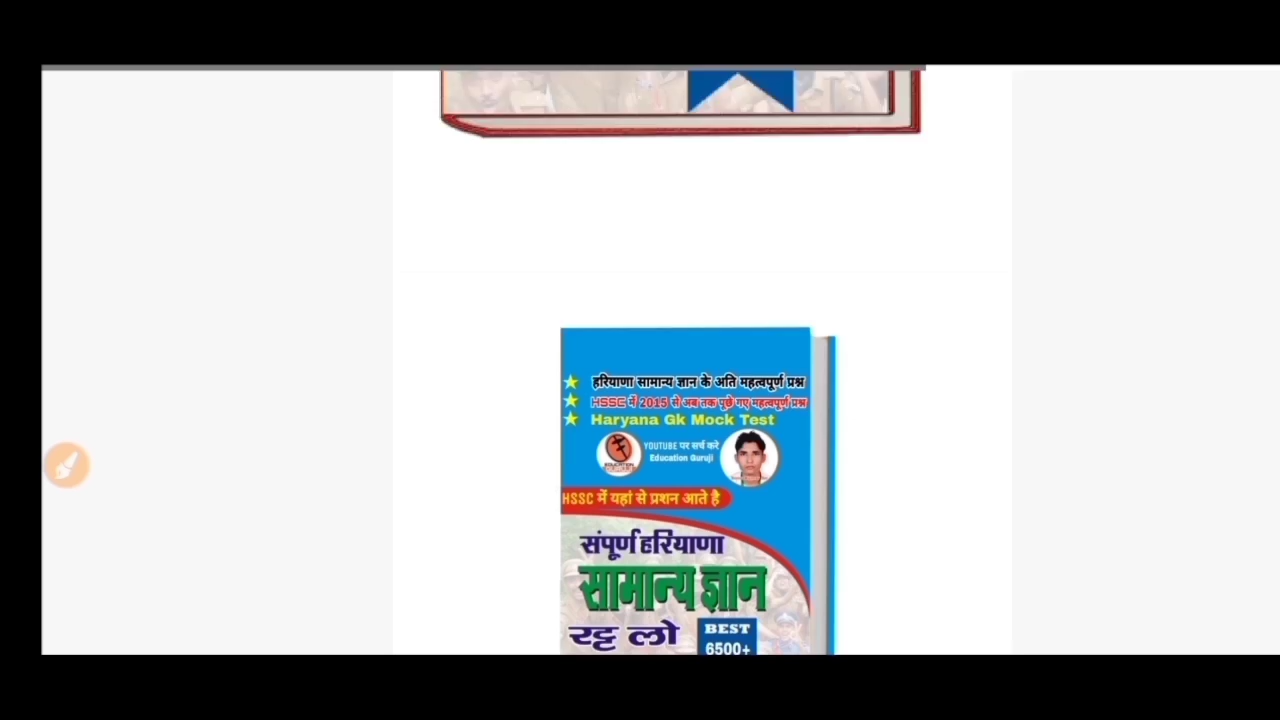 हरियाणा सामान्य ज्ञान के अति महत्वपूर्ण प्रश्न
HSSC में 2015 से अब तक पूछे गए महत्वपूर्ण प्रश्न
Haryana Gk Mock Test
YOUTUBE पर सर्च करे
Education Guruji
EDUCATION
HSSC में यहां से प्रशन आते है
संपूर्ण हरियाणा
सामान्य ज्ञान
रट्ट लो
BEST
6500+